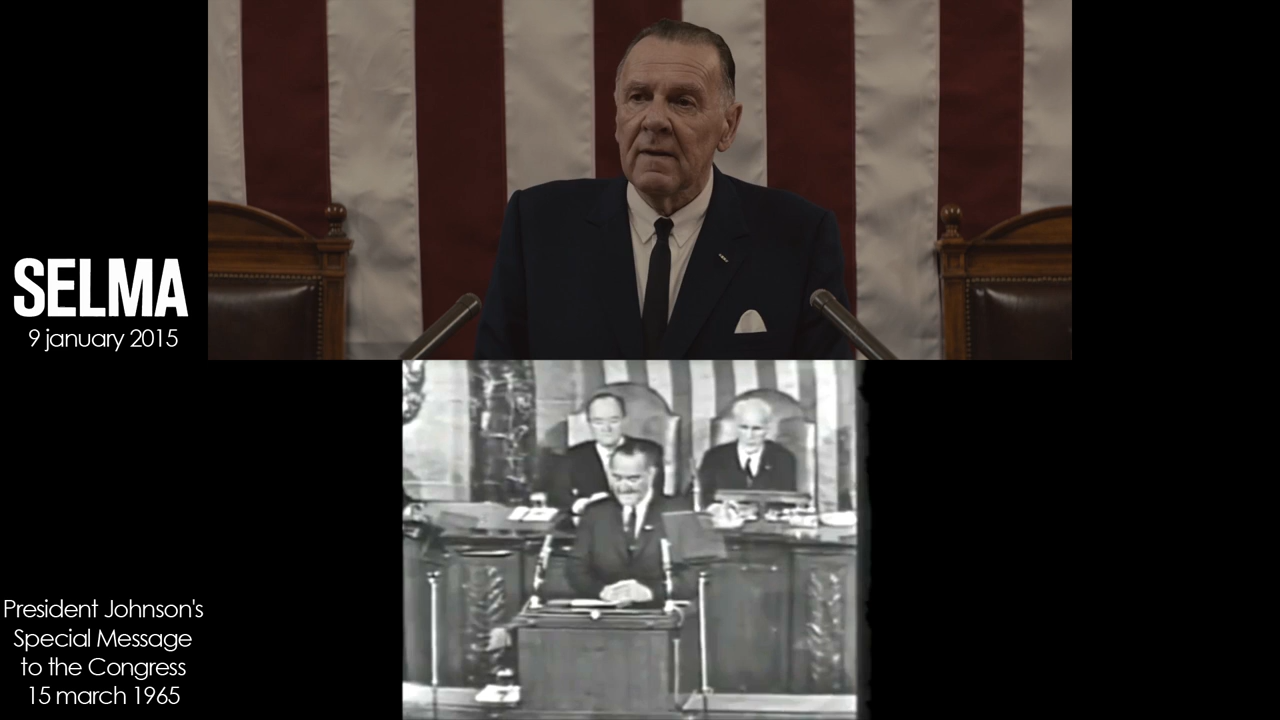 SELMA
9 january 2015
President Johnson's
Special Message
to the Congress
15 march 1965